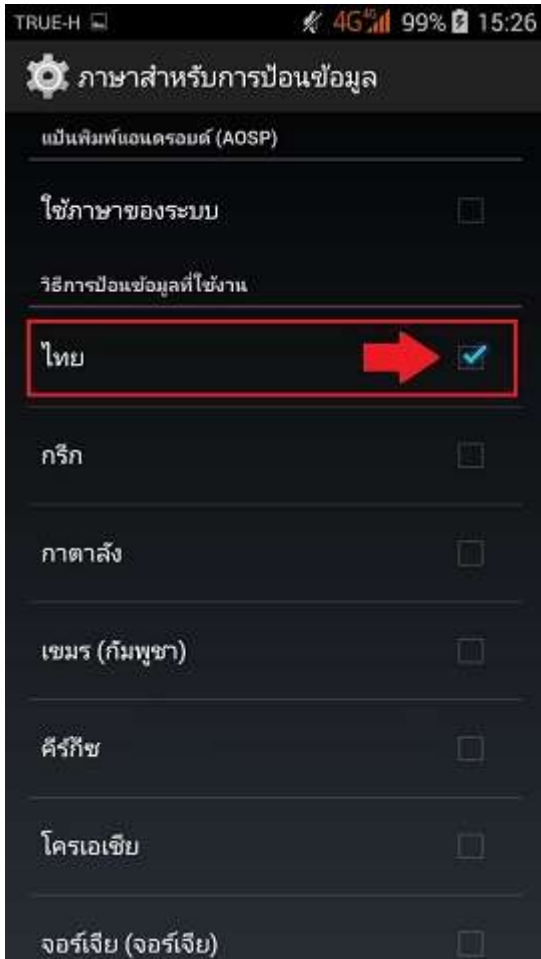 TRUE-H 4G 4G 99% 15:26
ภาษาสำหรับการป้อนข้อมูล
แป้นพิมพ์แอนดรอยด์ (AOSP)
ใช้ภาษาของระบบ
วิธีการป้อนข้อมูลที่ใช้งาน
ไทย
กรีก
กาตาลัง
เขมร (กัมพูชา)
คีร์กีซ
โครเอเชีย
จอร์เจีย (จอร์เจีย)